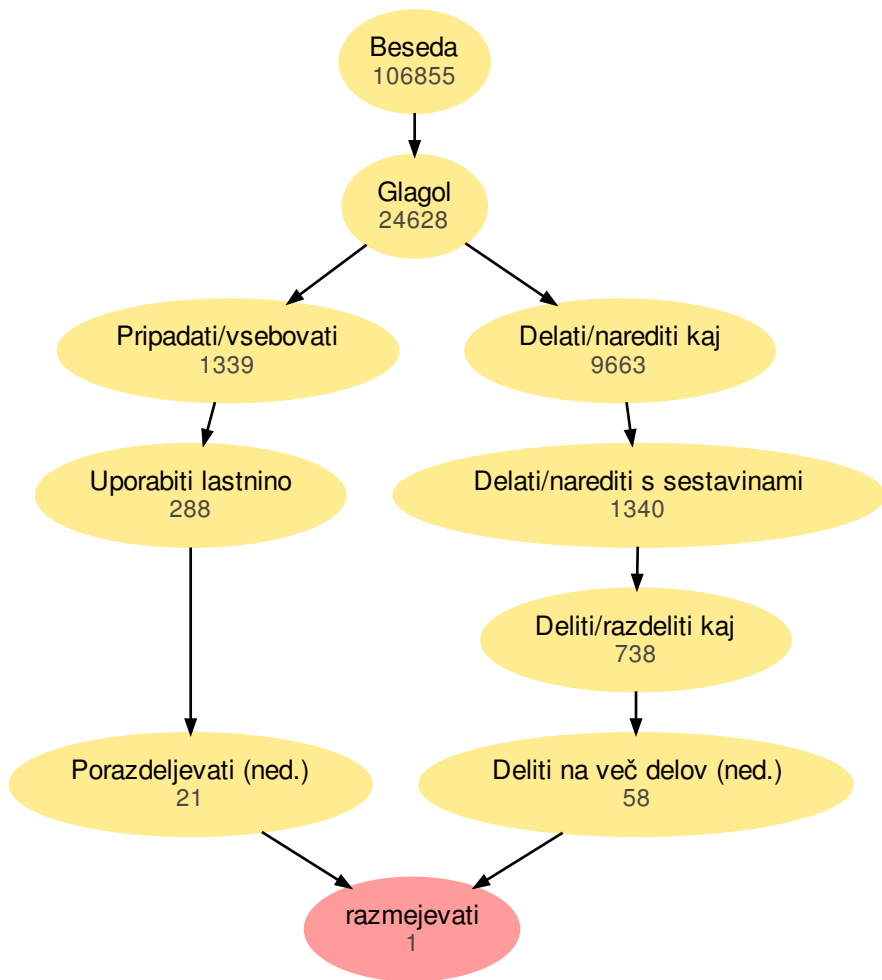 Beseda
106855
Glagol
24628
Pripadati/vsebovati
1339
Delati/narediti kaj
9663
Uporabiti lastnino
288
Delati/narediti s sestavinami
1340
Deliti/razdeliti kaj
738
Porazdeljevati (ned.)
21
Deliti na več delov (ned.)
58
razmejevati
1